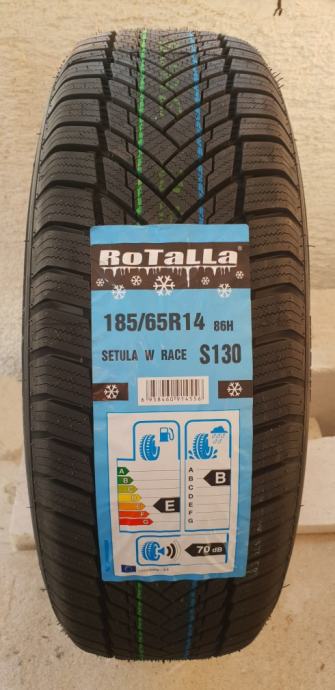 RoTaLLa
185/65R14 86H
SETULA W RACE S130
A
B
C
D
E
F
G
E
A
B
C
D
E
F
G
B
70 dB